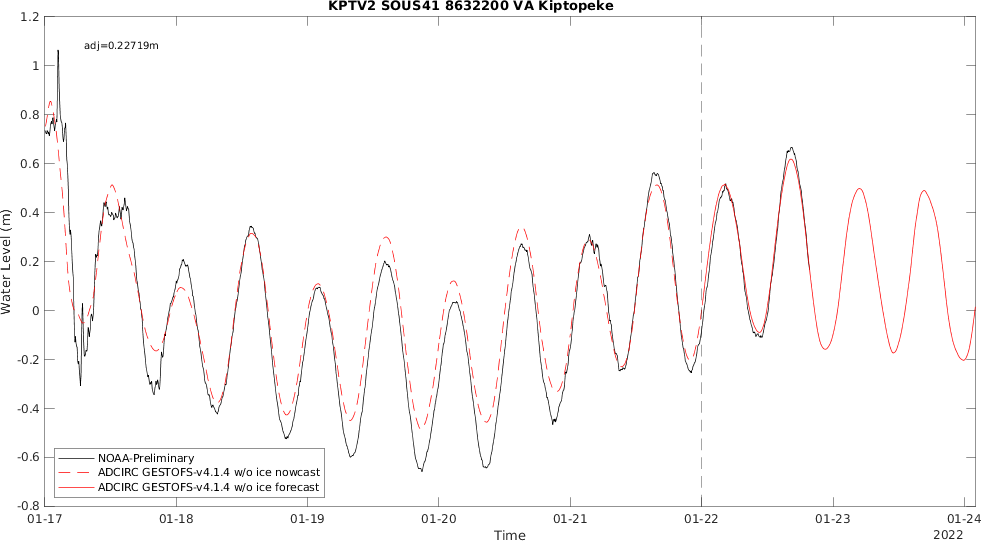 KPTV2 SOUS41 8632200 VA Kiptopeke
adj=0.22719m
1.2
1
0.8
0.6
0.4
0.2
0
-0.2
-0.4
-0.6
-0.8
Water Level (m)
NOAA-Preliminary
ADCIRC GESTOFS-v4.1.4 w/o ice nowcast
ADCIRC GESTOFS-v4.1.4 w/o ice forecast
01-17 01-18 01-19 01-20 01-21 01-22 01-23 01-24
Time
2022